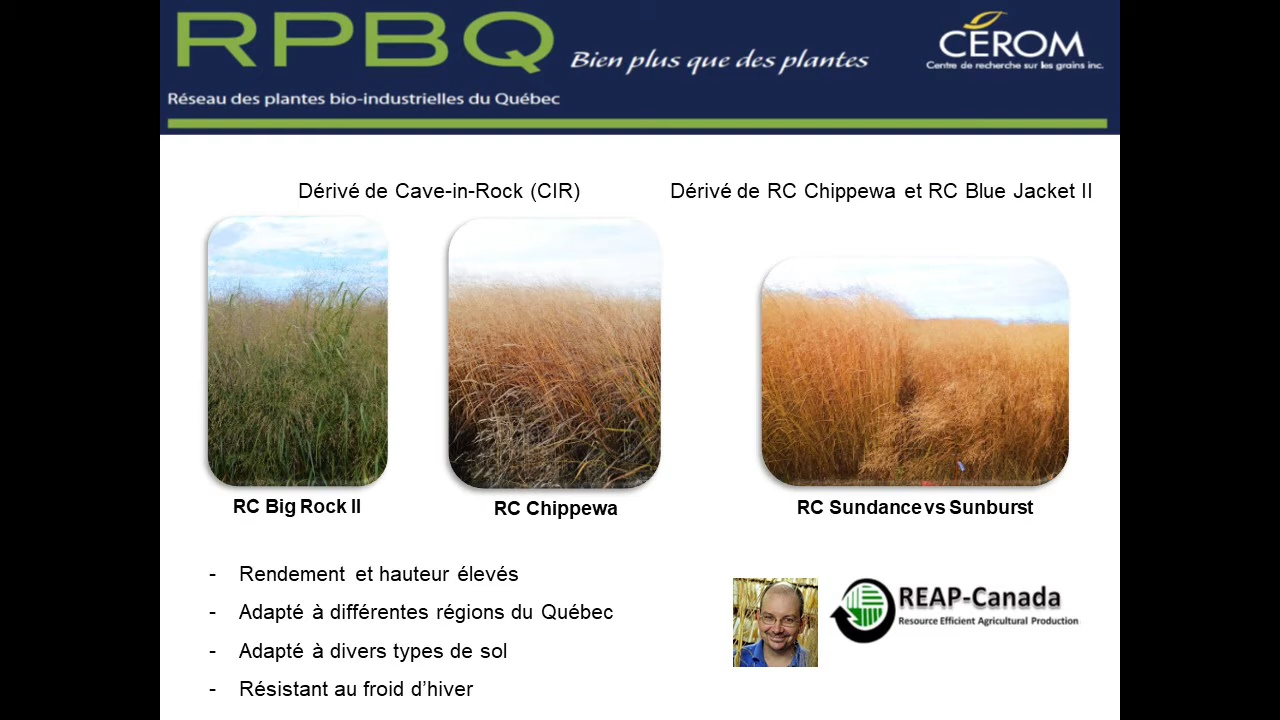 RPBQ
Bien plus que des plantes
CÉROM
Centre de recherche sur les grains inc.
Réseau des plantes bio-industrielles du Québec
Dérivé de Cave-in-Rock (CIR)
Dérivé de RC Chippewa et RC Blue Jacket II
RC Big Rock II
RC Chippewa
RC Sundance vs Sunburst
- Rendement et hauteur élevés
- Adapté à différentes régions du Québec
- Adapté à divers types de sol
- Résistant au froid d’hiver
REAP-Canada
Resource Efficient Agricultural Production